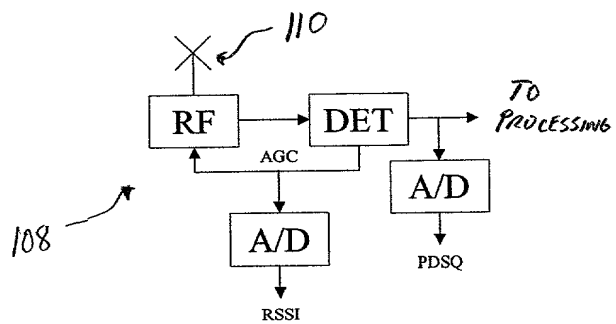 110
RF
DET
TO
PROCESSING
AGC
A/D
A/D
108
PDSQ
RSSI